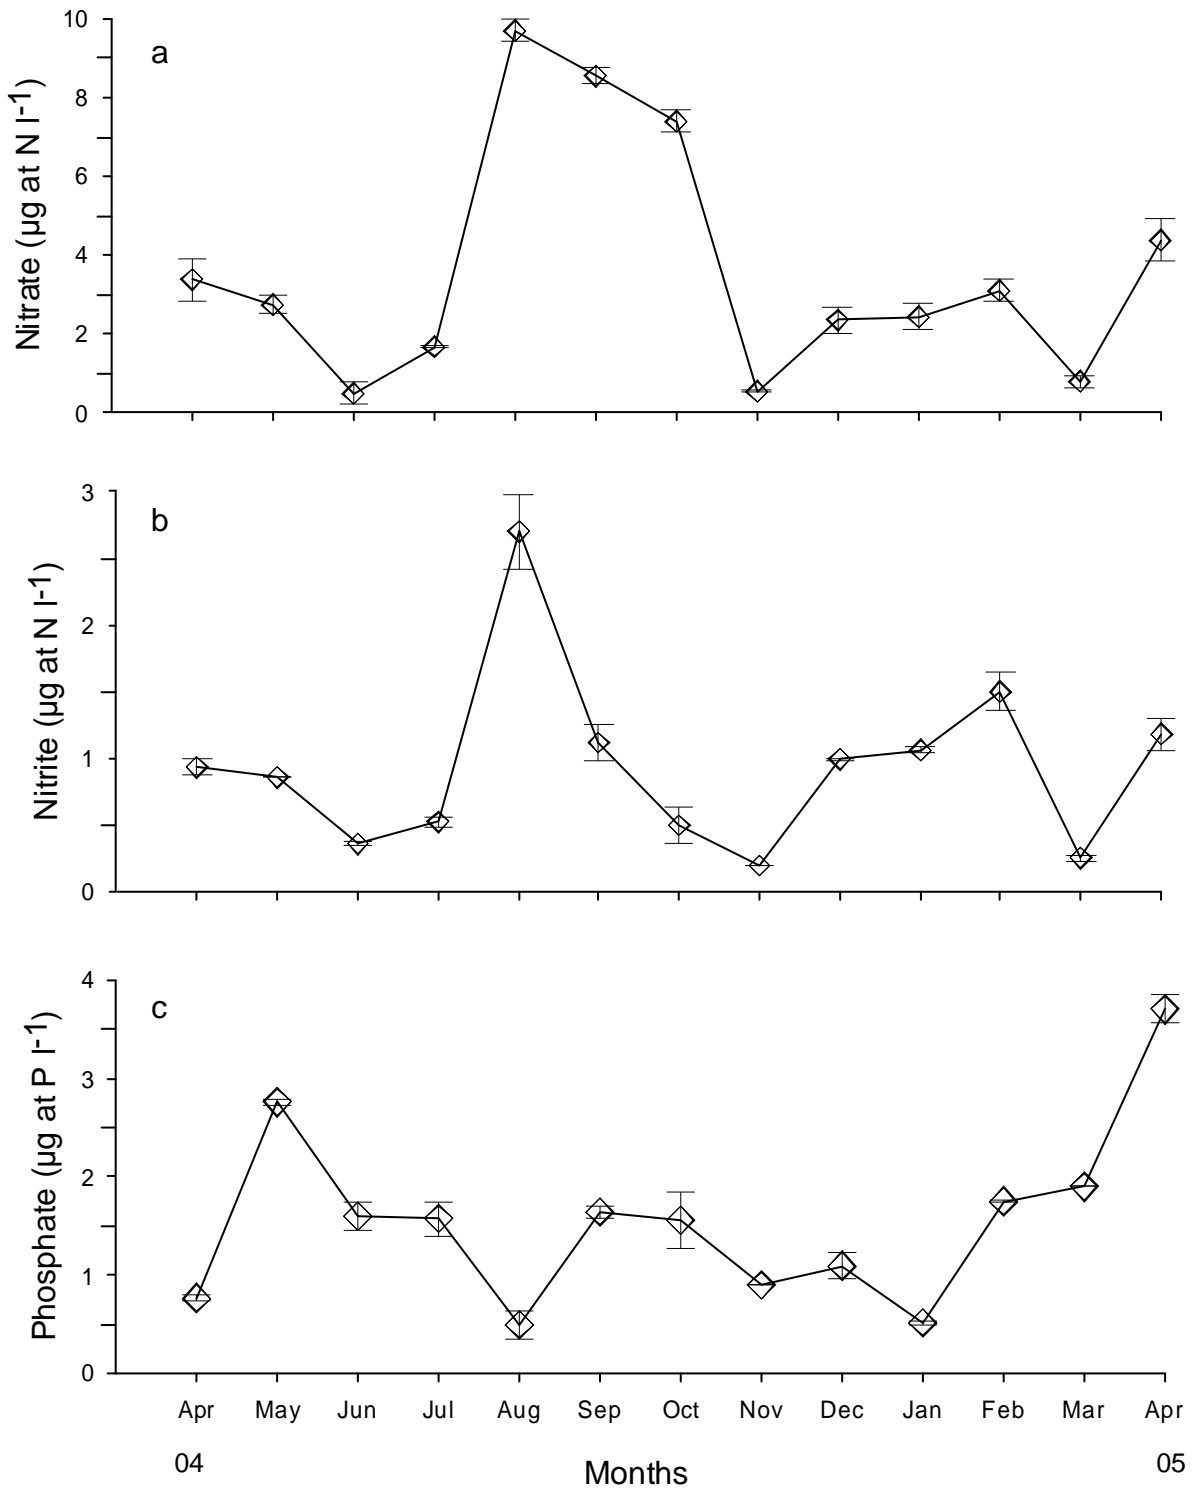 a
Nitrate (µg at N l-1)
10
8
6
4
2
0
b
Nitrite (µg at N l-1)
3
2
1
0
c
Phosphate (µg at P l-1)
4
3
2
1
0
Apr May Jun Jul Aug Sep Oct Nov Dec Jan Feb Mar Apr
04 05
Months